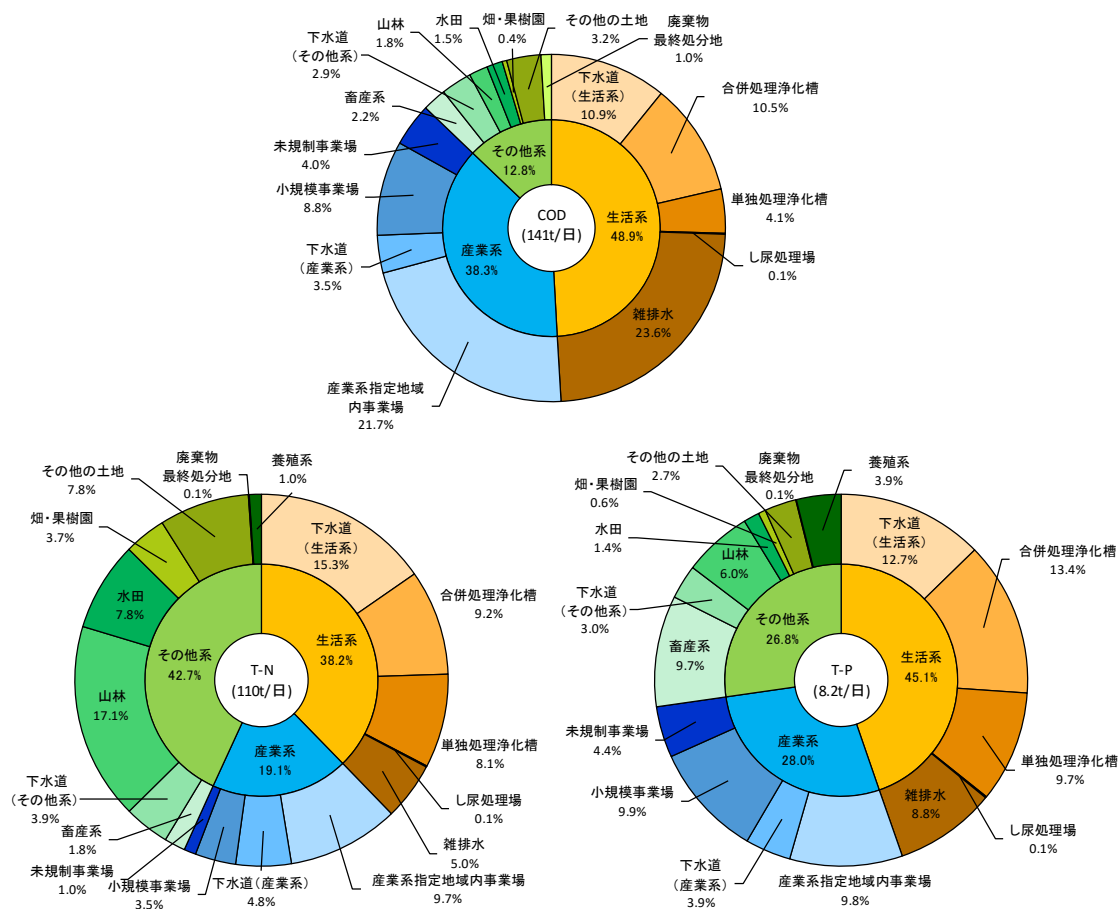 COD
(141t/日)
生活系
48.9%
産業系
38.3%
その他系
12.8%
下水道
(生活系)
10.9%
合併処理浄化槽
10.5%
単独処理浄化槽
4.1%
し尿処理場
0.1%
雑排水
23.6%
産業系指定地域
内事業場
21.7%
下水道
(産業系)
3.5%
小規模事業場
8.8%
未規制事業場
4.0%
畜産系
2.2%
下水道
(その他系)
2.9%
山林
1.8%
水田
1.5%
畑・果樹園
0.4%
その他の土地
3.2%
廃棄物
最終処分地
1.0%
T-N
(110t/日)
生活系
38.2%
産業系
19.1%
その他系
42.7%
下水道
(生活系)
15.3%
合併処理浄化槽
9.2%
単独処理浄化槽
8.1%
し尿処理場
0.1%
雑排水
5.0%
産業系指定地域内事業場
9.7%
下水道(産業系)
4.8%
小規模事業場
3.5%
未規制事業場
1.0%
畜産系
1.8%
下水道
(その他系)
3.9%
山林
17.1%
水田
7.8%
畑・果樹園
3.7%
その他の土地
7.8%
廃棄物
最終処分地
0.1%
養殖系
1.0%
T-P
(8.2t/日)
生活系
45.1%
産業系
28.0%
その他系
26.8%
下水道
(生活系)
12.7%
合併処理浄化槽
13.4%
単独処理浄化槽
9.7%
し尿処理場
0.1%
雑排水
8.8%
産業系指定地域内事業場
9.8%
下水道
(産業系)
3.9%
小規模事業場
9.9%
未規制事業場
4.4%
畜産系
9.7%
下水道
(その他系)
3.0%
山林
6.0%
水田
1.4%
畑・果樹園
0.6%
その他の土地
2.7%
廃棄物
最終処分地
0.1%
養殖系
3.9%